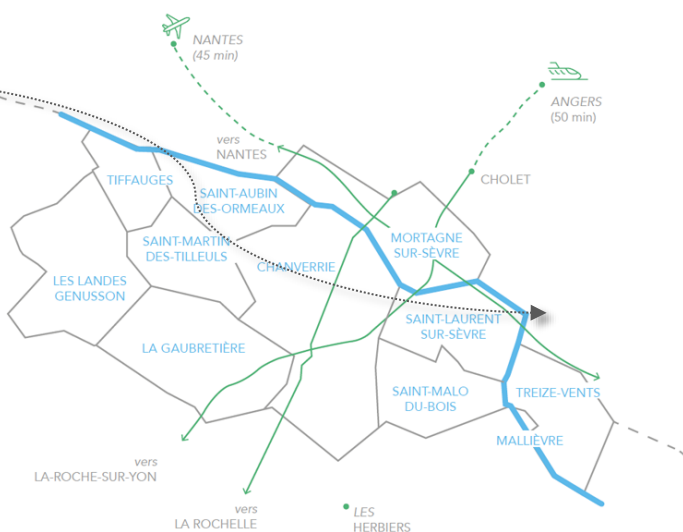 NANTES
(45 min)
ANGERS
(50 min)
vers
NANTES
CHOLET
TIFFAUGES
SAINT-AUBIN
DES-ORMEAUX
SAINT-MARTIN
DES-TILLEULS
MORTAGNE
SUR-SÈVRE
CHANVERRIE
LES LANDES
GENUSSON
SAINT-LAURENT
SUR-SÈVRE
LA GAUBRETIÈRE
SAINT-MALO
DU-BOIS
TREIZE-VENTS
MALLIÈVRE
vers
LA-ROCHE-SUR-YON
vers
LA ROCHELLE
LES
HERBIERS